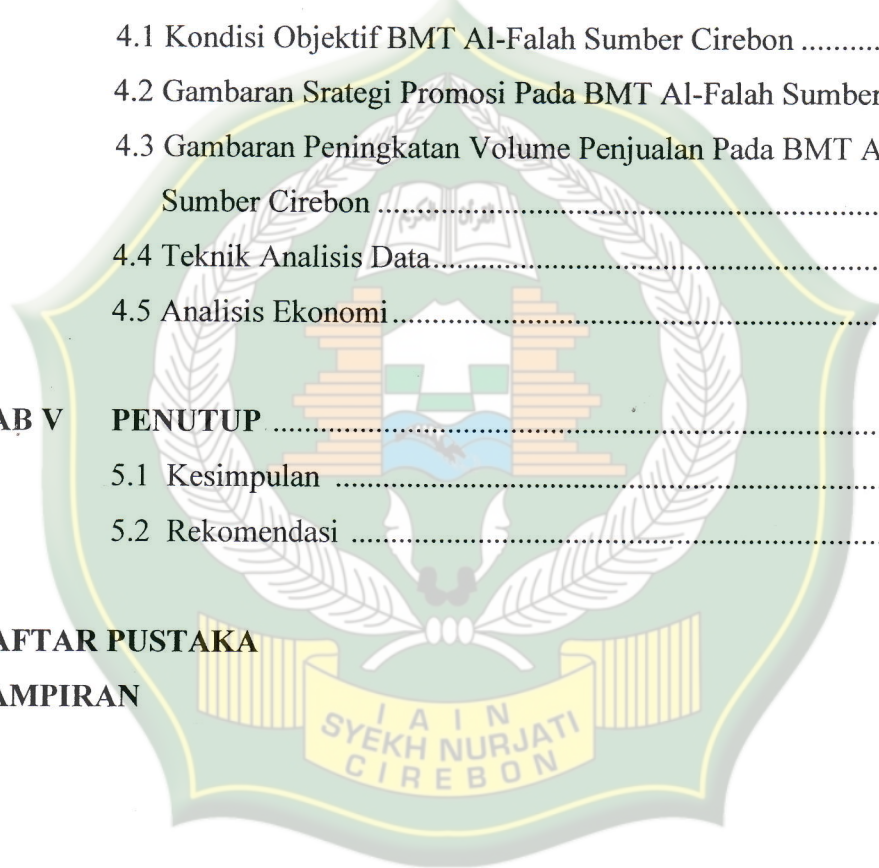 4.1 Kondisi Objektif BMT Al-Falah Sumber Cirebon ..........
4.2 Gambaran Srategi Promosi Pada BMT Al-Falah Sumber
4.3 Gambaran Peningkatan Volume Penjualan Pada BMT A
Sumber Cirebon ..........
4.4 Teknik Analisis Data..........
4.5 Analisis Ekonomi..........
AB V PENUTUP ..........
5.1 Kesimpulan ..........
5.2 Rekomendasi ..........
AFTAR PUSTAKA
AMPIRAN
IAIN
SYEKH NURJATI
CIREBON